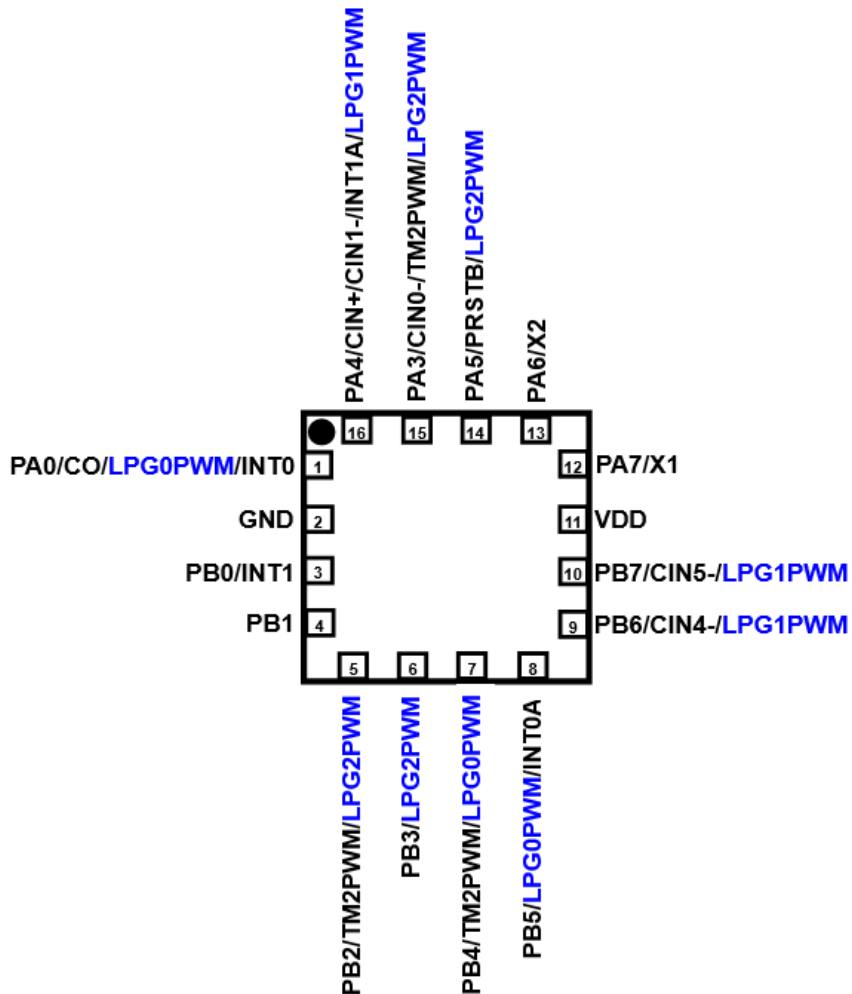 PA4/CIN+/CIN1-/INT1A/LPG1PWM
PA3/CIN0-/TM2PWM/LPG2PWM
PA5/PRSTB/LPG2PWM
PA6/X2
16
15
14
13
PA0/CO/LPG0PWM/INT0
1
12
PA7/X1
GND
2
11
VDD
PB0/INT1
3
10
PB7/CIN5-/LPG1PWM
PB1
4
9
PB6/CIN4-/LPG1PWM
5
6
7
8
PB2/TM2PWM/LPG2PWM
PB3/LPG2PWM
PB4/TM2PWM/LPG0PWM
PB5/LPG0PWM/INT0A